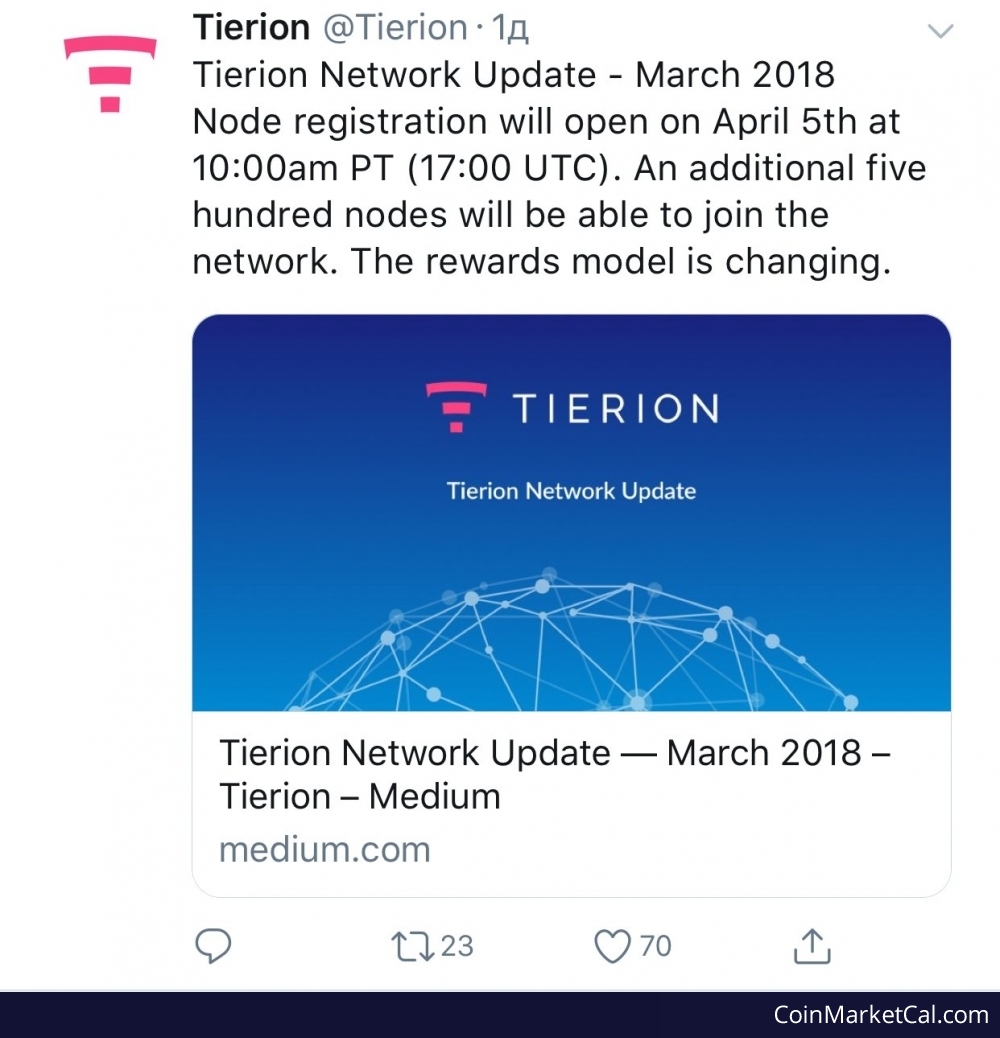 Tierion @Tierion · 1д
Tierion Network Update - March 2018
Node registration will open on April 5th at
10:00am PT (17:00 UTC). An additional five
hundred nodes will be able to join the
network. The rewards model is changing.
TIERION
Tierion Network Update
Tierion Network Update — March 2018 –
Tierion – Medium
medium.com
23 70
CoinMarketCal.com